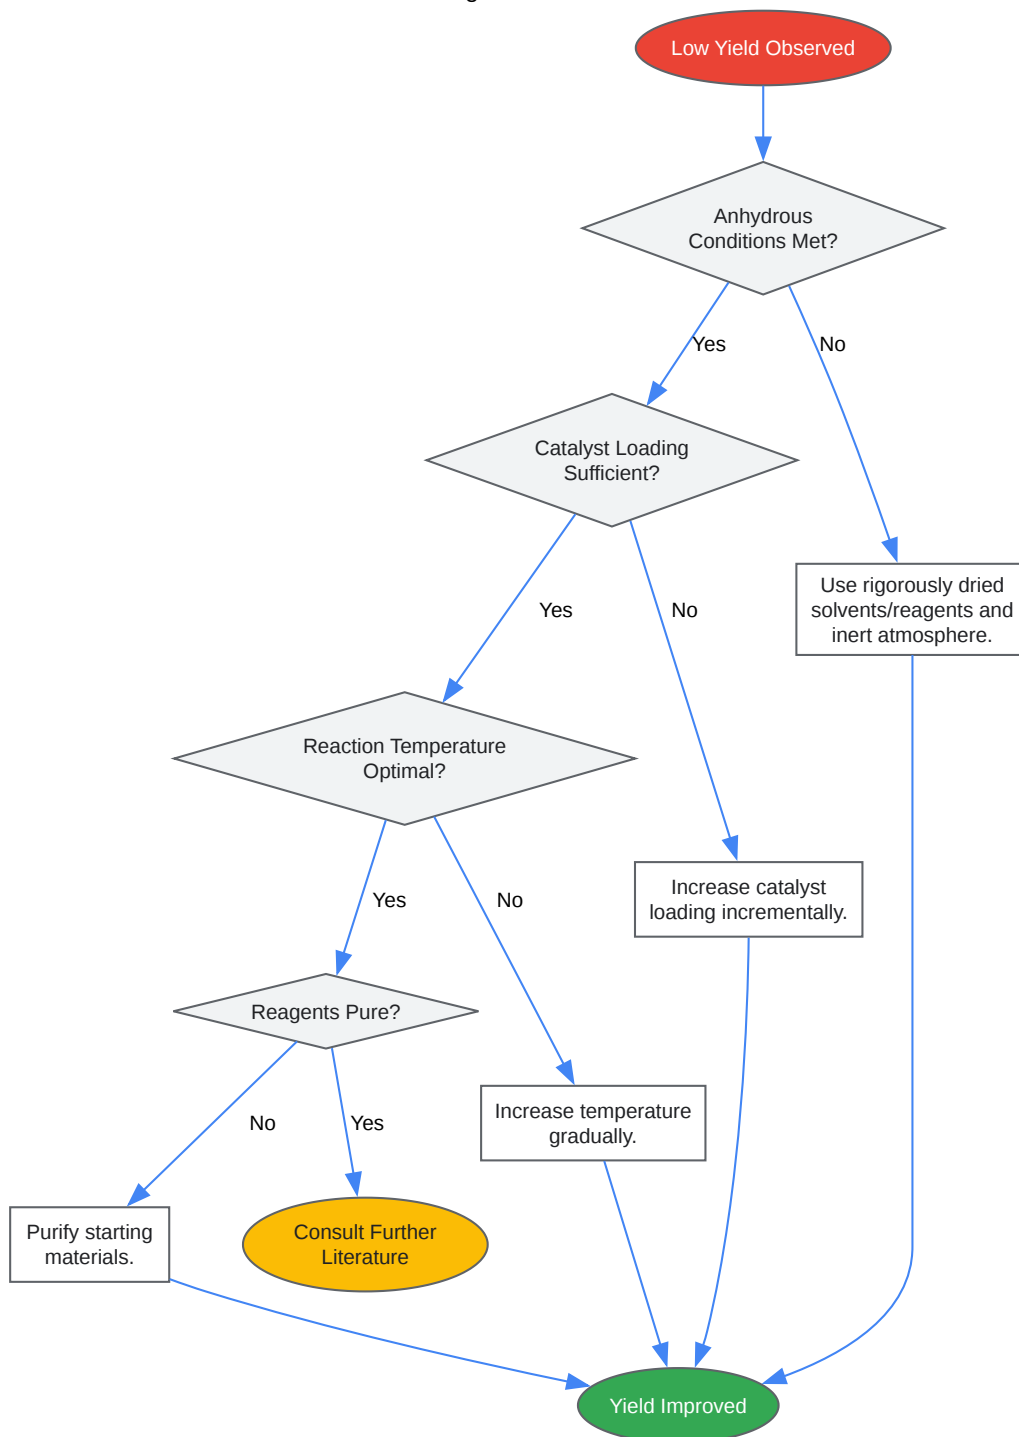 Low Yield Observed
Anhydrous
Conditions Met?
Yes
No
Catalyst Loading
Sufficient?
Yes
No
Use rigorously dried
solvents/reagents and
inert atmosphere.
Reaction Temperature
Optimal?
Yes
No
Increase catalyst
loading incrementally.
Reagents Pure?
No
Yes
Increase temperature
gradually.
Purify starting
materials.
Consult Further
Literature
Yield Improved